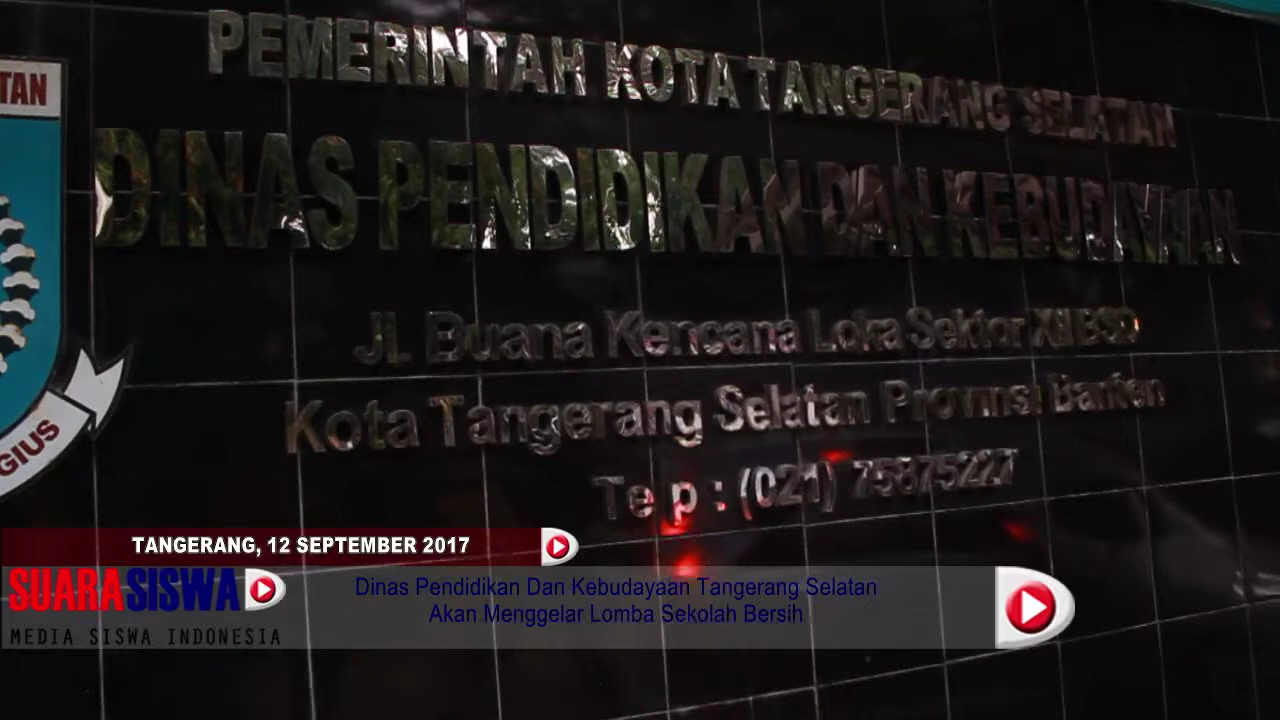 PEMERINTAH KOTA TANGERANG SELATAN
TAN
DINAS PENDIDIKAN DAN KEBUDAYAAN
Jl. Buana Kencana Loka Sektor XII BSD
Kota Tangerang Selatan Provinsi Banten
GIUS
Telp : (021) 75875227
TANGERANG, 12 SEPTEMBER 2017
SUARASISWA
MEDIA SISWA INDONESIA
Dinas Pendidikan Dan Kebudayaan Tangerang Selatan
Akan Menggelar Lomba Sekolah Bersih